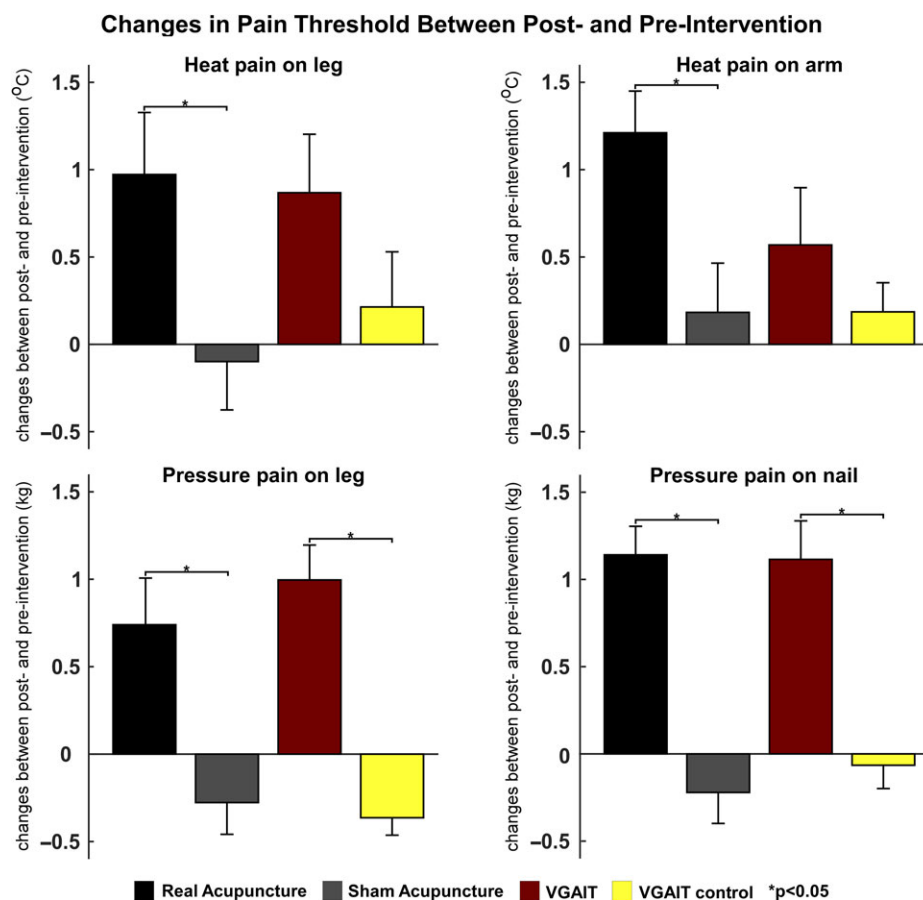 Changes in Pain Threshold Between Post- and Pre-Intervention
Heat pain on leg
changes between post- and pre-intervention (°C)
1.5
1
0.5
0
−0.5
*
Heat pain on arm
changes between post- and pre-intervention (°C)
1.5
1
0.5
0
−0.5
*
Pressure pain on leg
changes between post- and pre-intervention (kg)
1.5
1
0.5
0
−0.5
*
*
Pressure pain on nail
changes between post- and pre-intervention (kg)
1.5
1
0.5
0
−0.5
*
*
Real Acupuncture Sham Acupuncture VGAIT VGAIT control *p<0.05